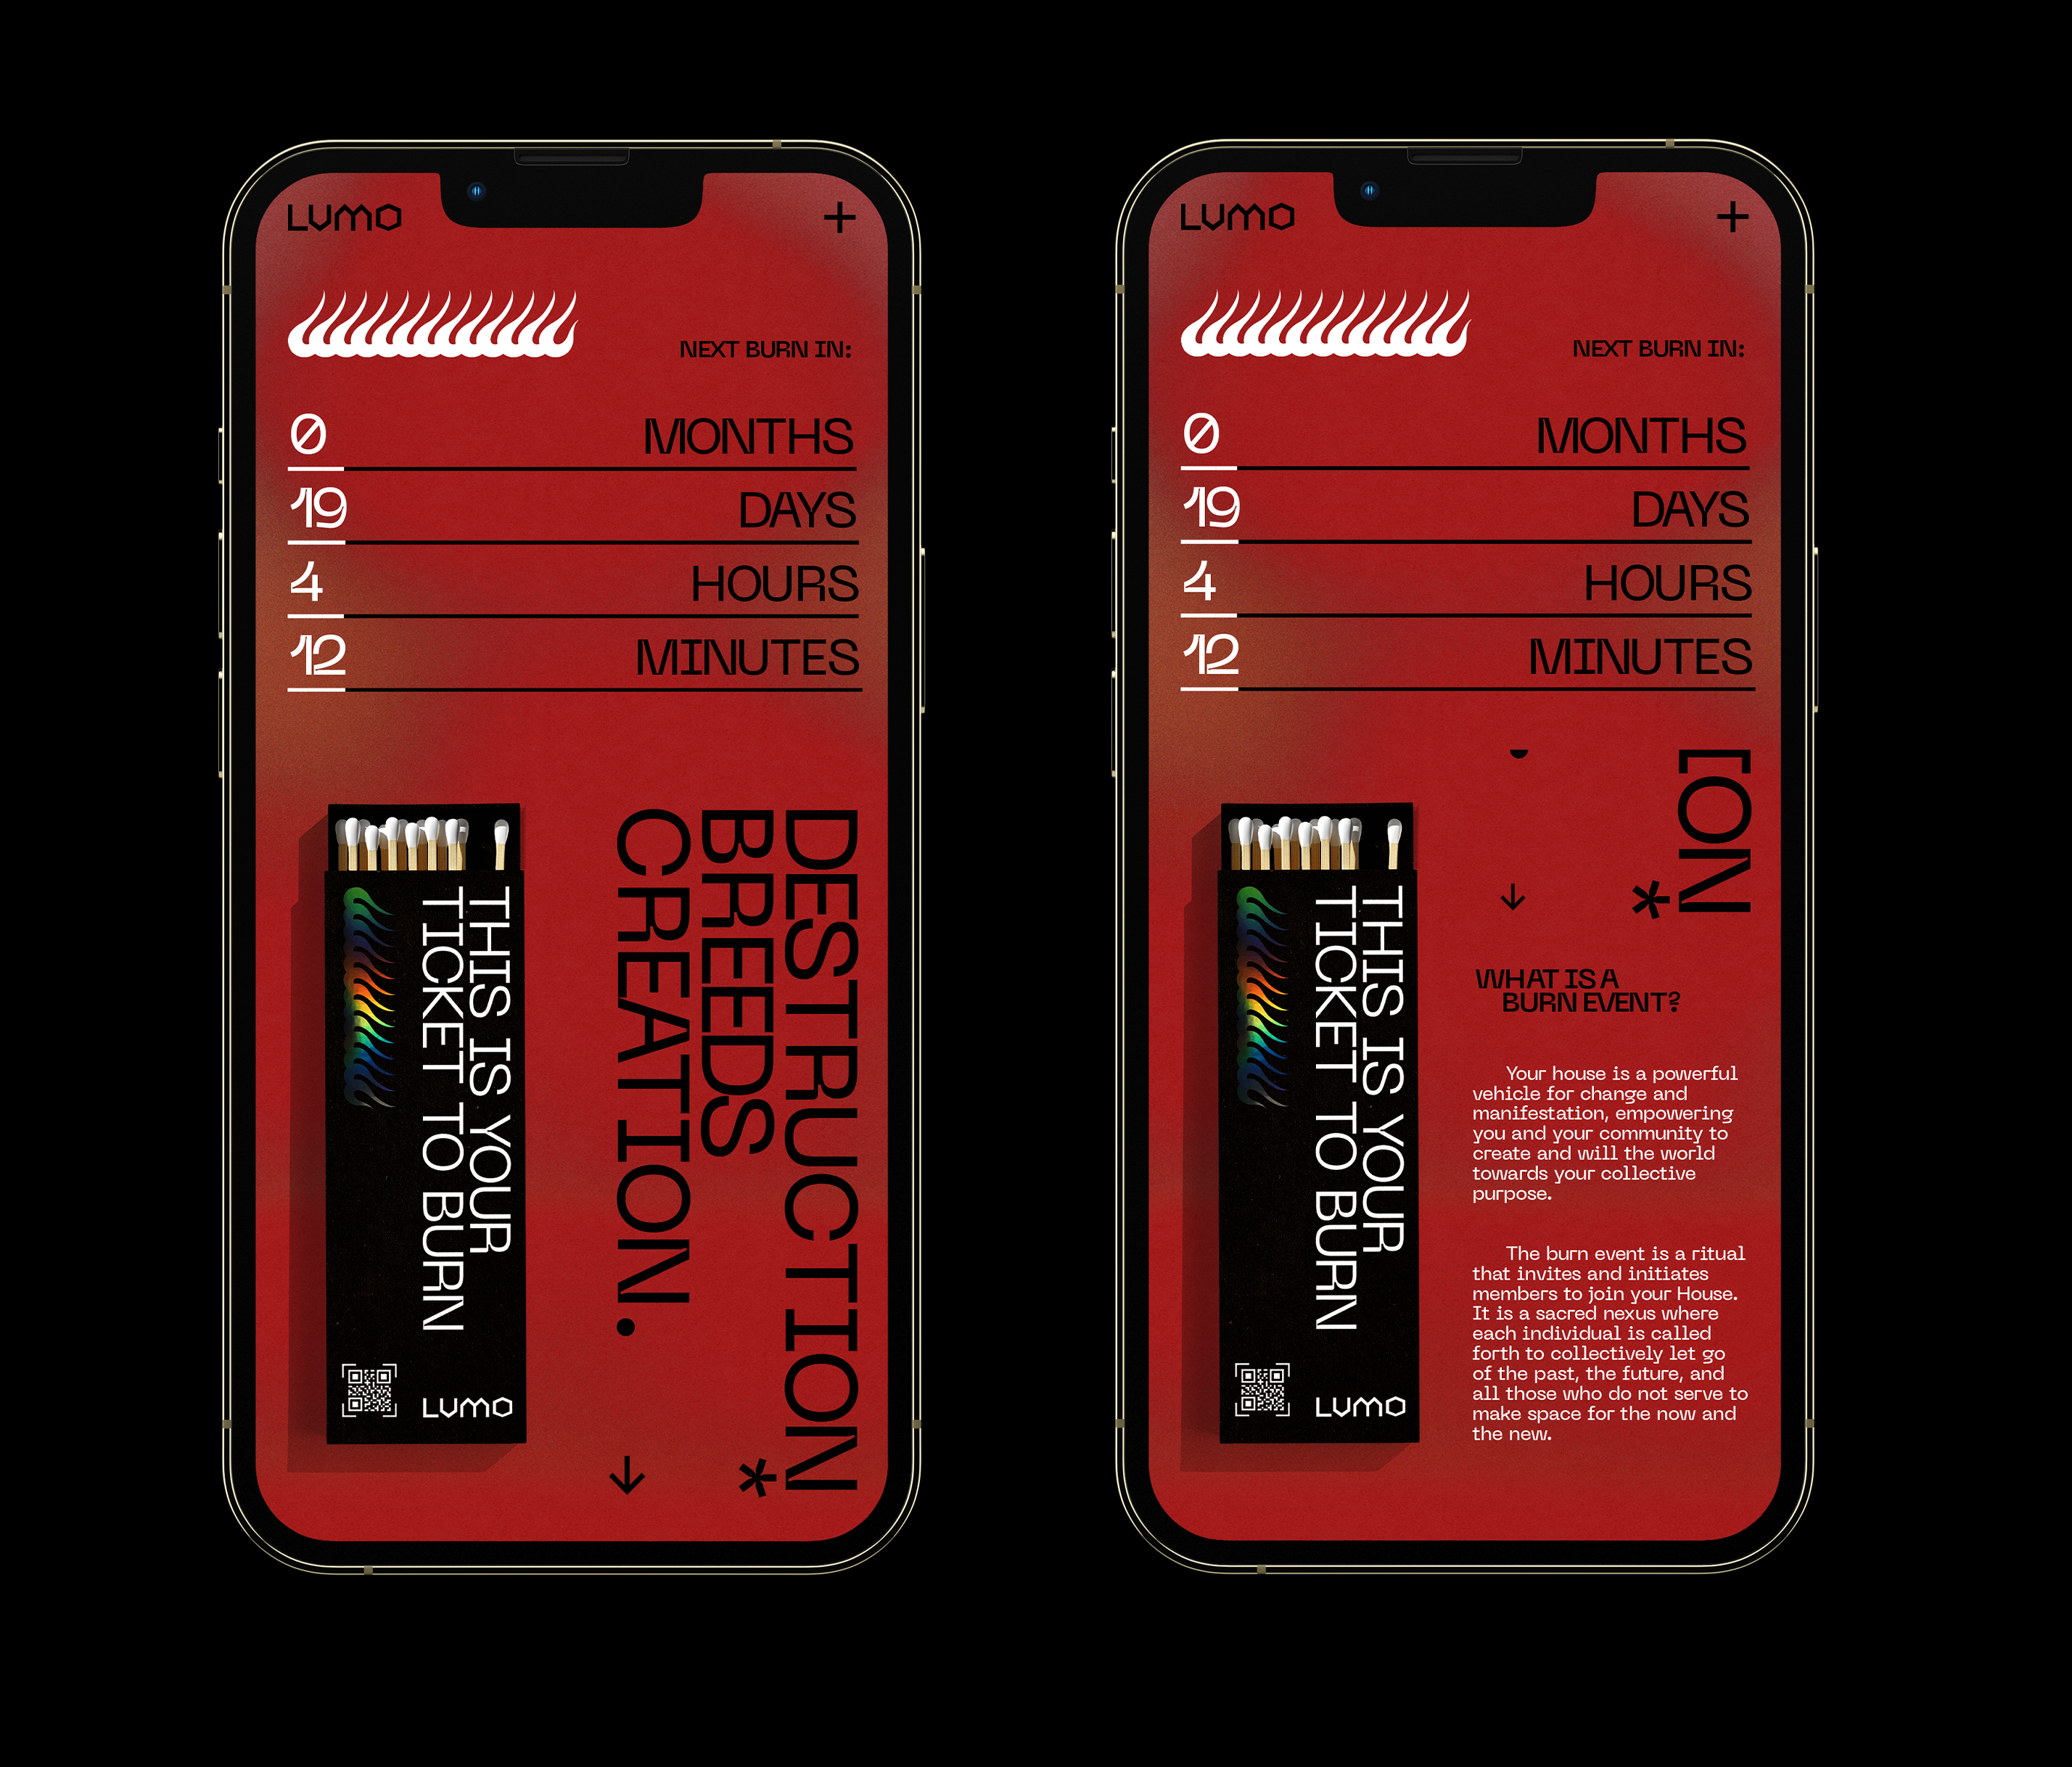 LUMO
+
NEXT BURN IN:
0 MONTHS
19 DAYS
4 HOURS
12 MINUTES
THIS IS YOUR
TICKET TO BURN
LUMO
DESTRUCTION
BREEDS
CREATION.
*
↓
LUMO
+
NEXT BURN IN:
0 MONTHS
19 DAYS
4 HOURS
12 MINUTES
THIS IS YOUR
TICKET TO BURN
LUMO
ION
*
↓
WHAT IS A
BURN EVENT?
Your house is a powerful
vehicle for change and
manifestation, empowering
you and your community to
create and will the world
towards your collective
purpose.
The burn event is a ritual
that invites and initiates
members to join your House.
It is a sacred nexus where
each individual is called
forth to collectively let go
of the past, the future, and
all those who do not serve to
make space for the now and
the new.